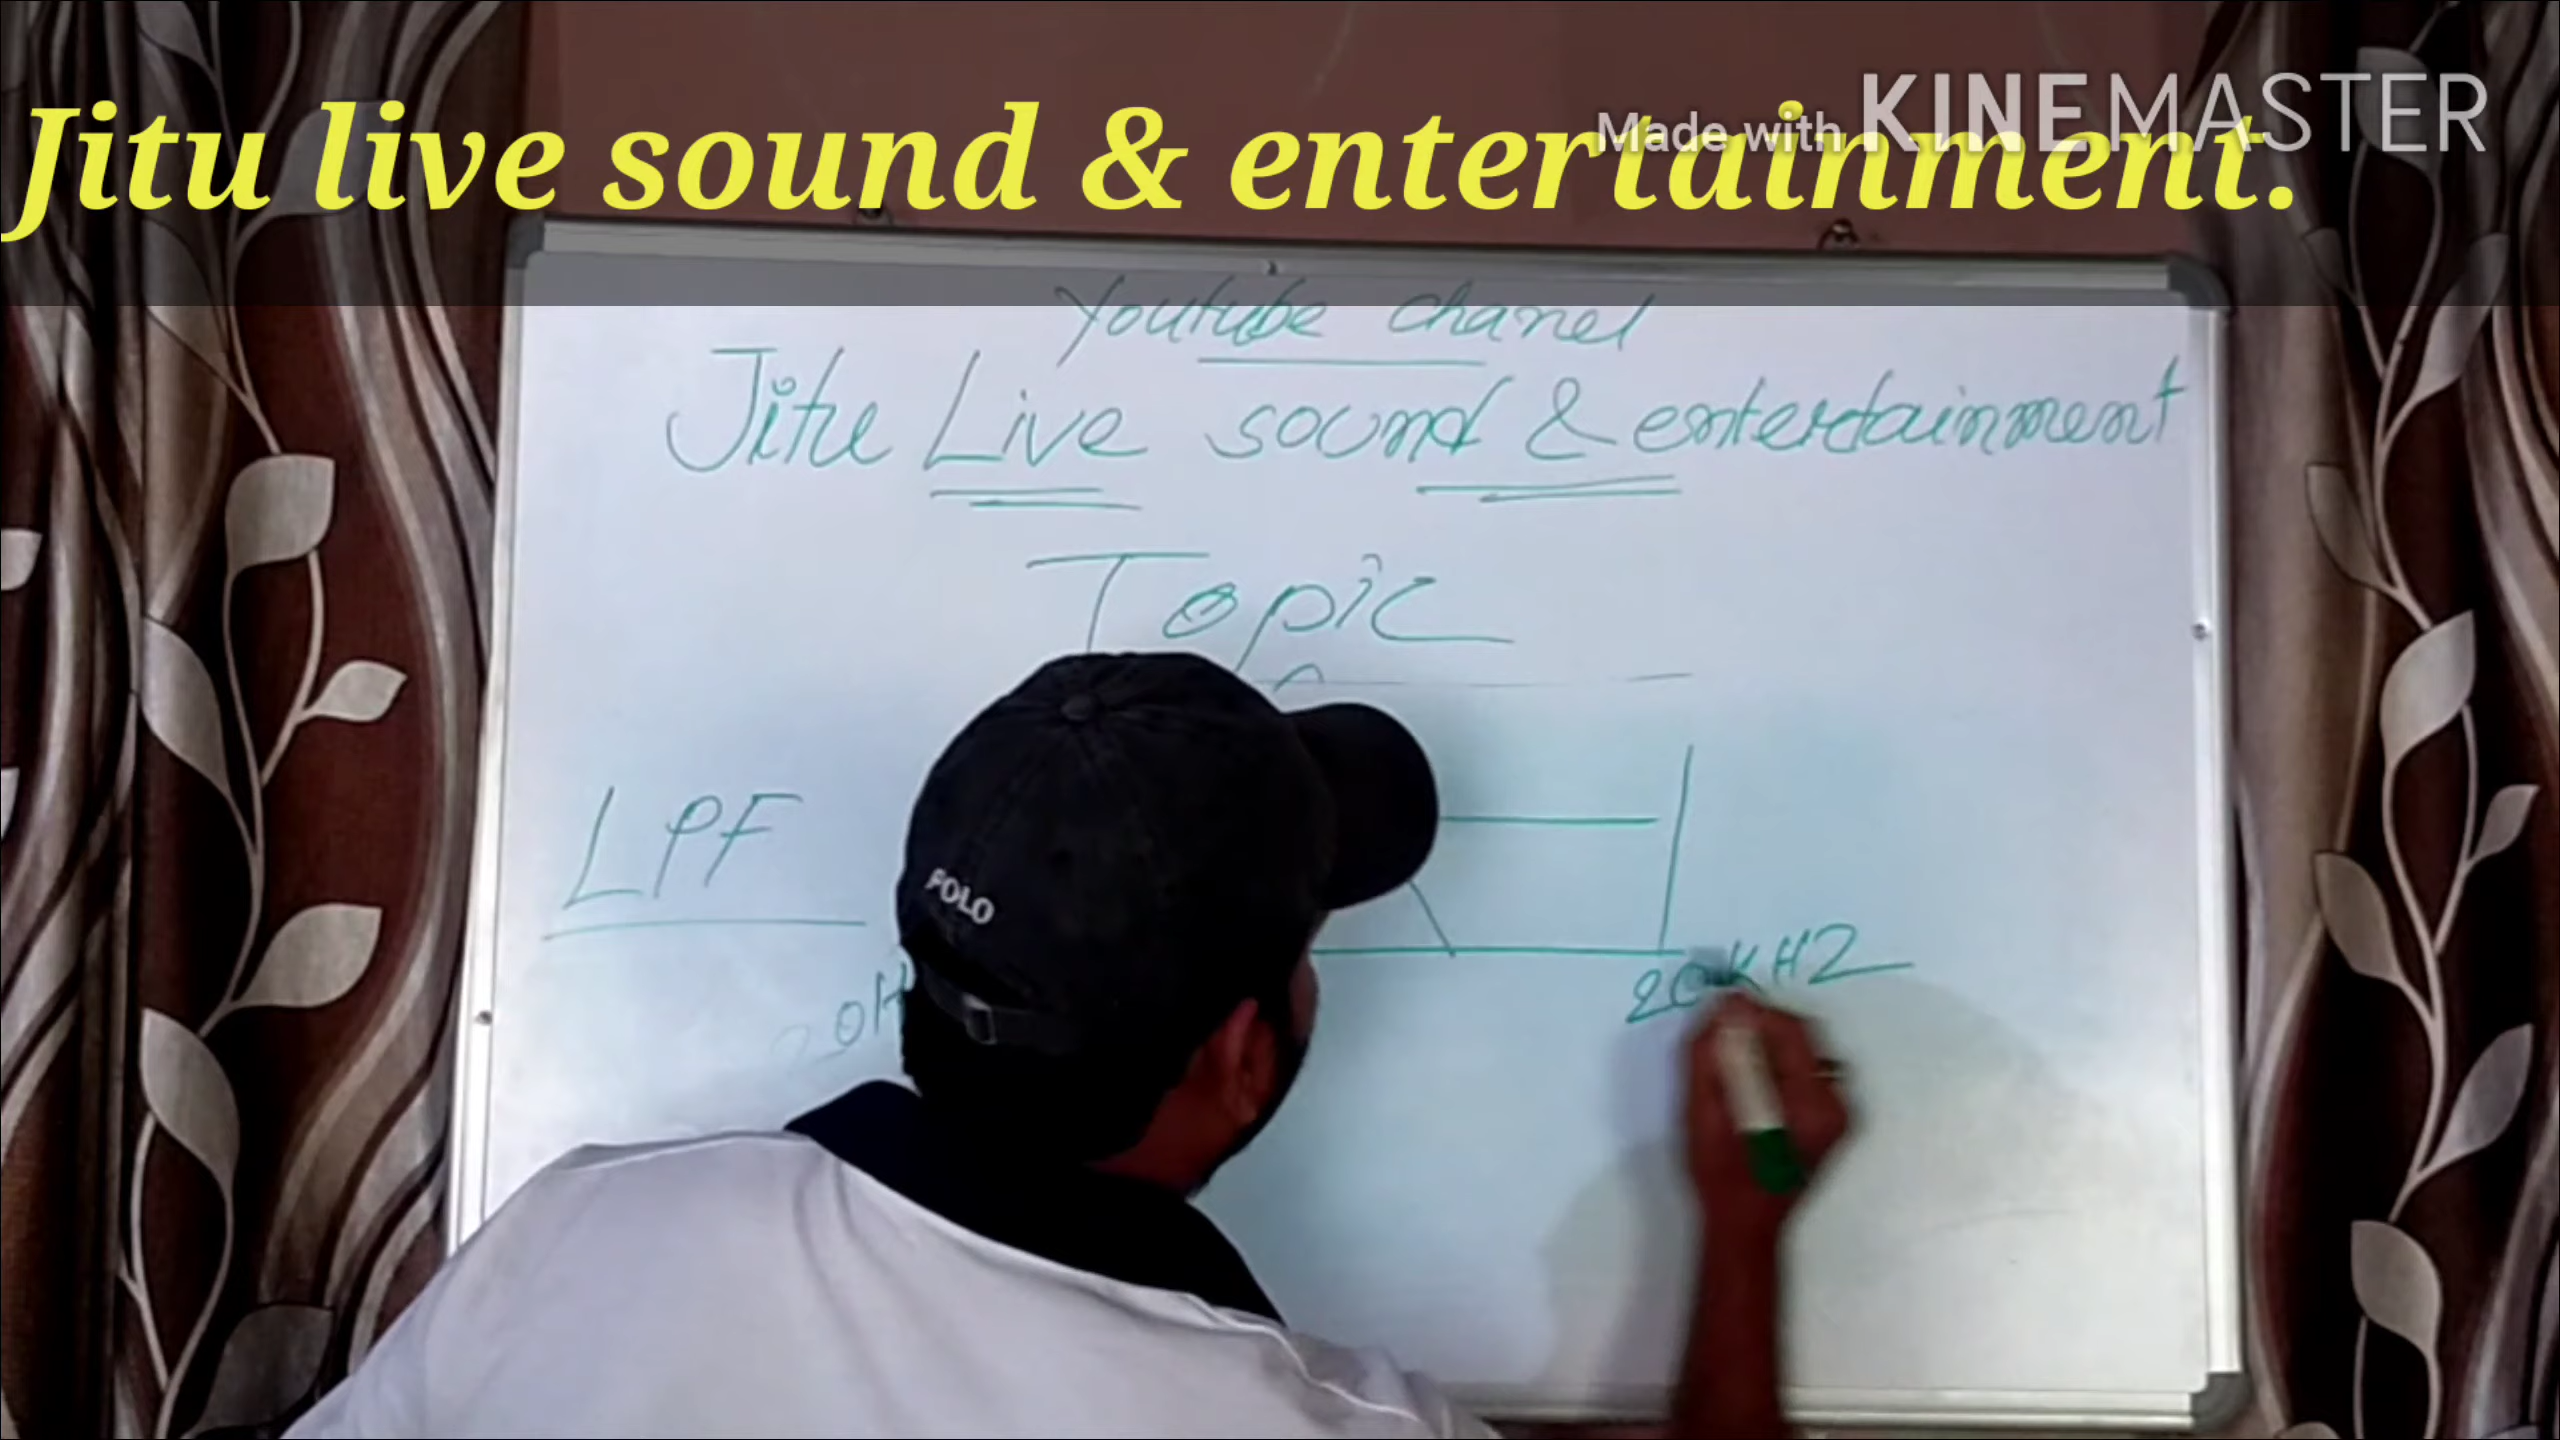 Jitu live sound & entertainment.
Made with KINEMASTER
Youtube chanel
Jitu Live sound & entertainment
Topic
LPF
POLO
20KHZ